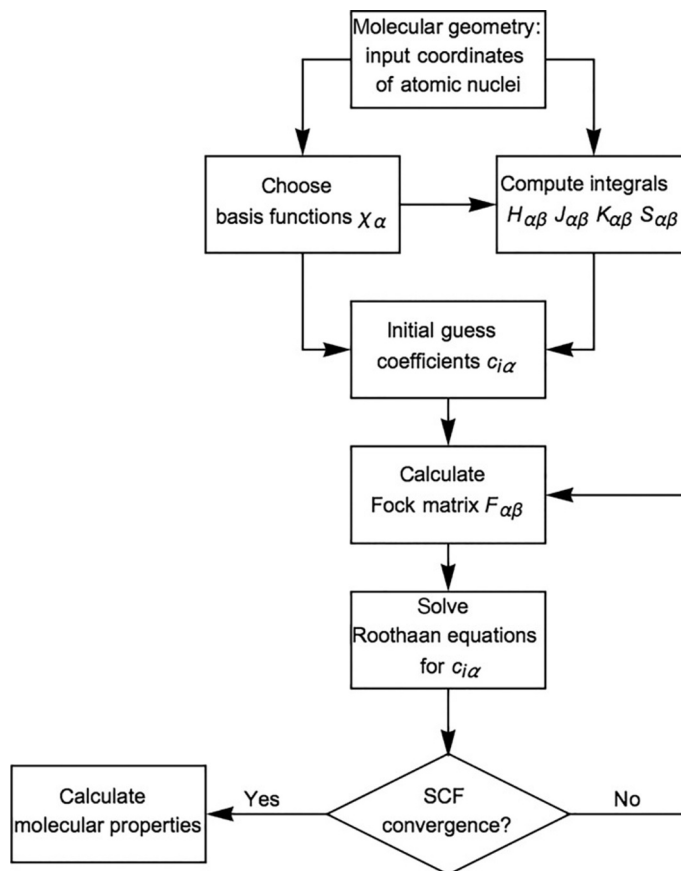 Molecular geometry:
input coordinates
of atomic nuclei
Choose
basis functions χα
Compute integrals
Hαβ Jαβ Kαβ Sαβ
Initial guess
coefficients ciα
Calculate
Fock matrix Fαβ
Solve
Roothaan equations
for ciα
SCF
convergence?
Yes
No
Calculate
molecular properties